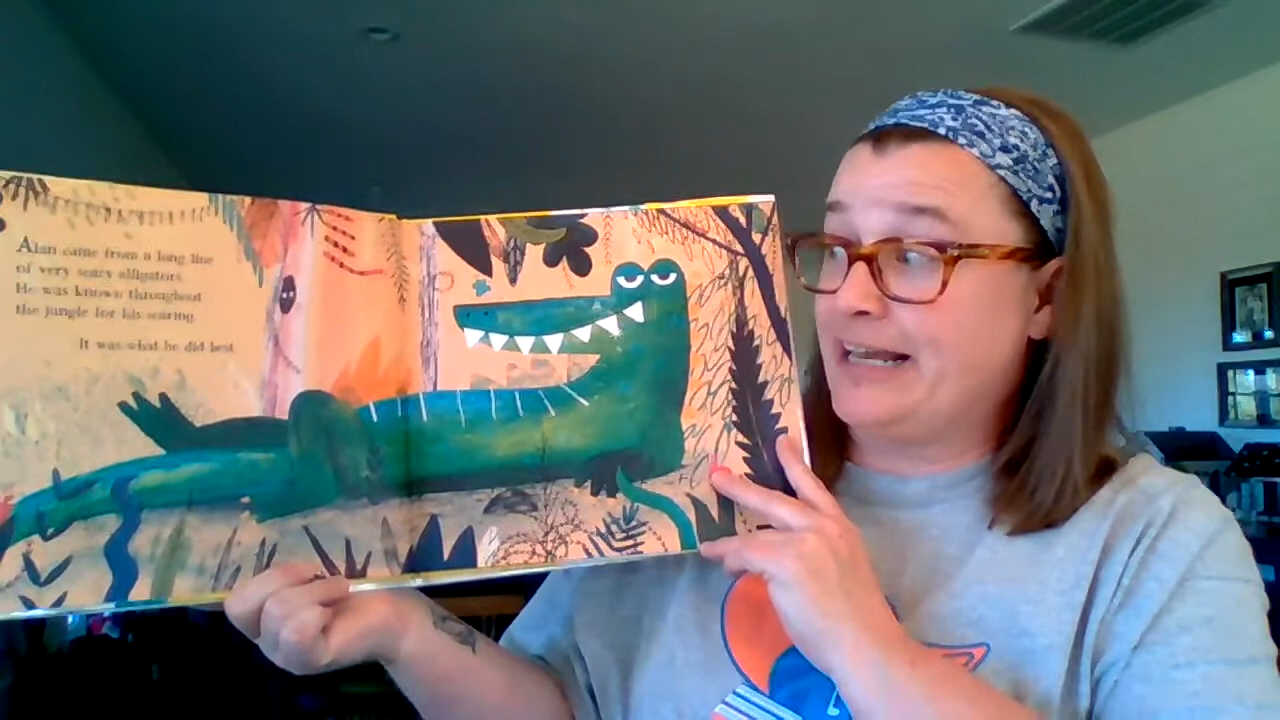 Alan came from a long line
of very scary alligators.
He was known throughout
the jungle for his scaring.
It was what he did best.